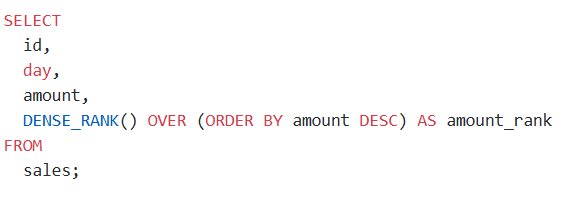 SELECT
  id,
  day,
  amount,
  DENSE_RANK() OVER (ORDER BY amount DESC) AS amount_rank
FROM
  sales;